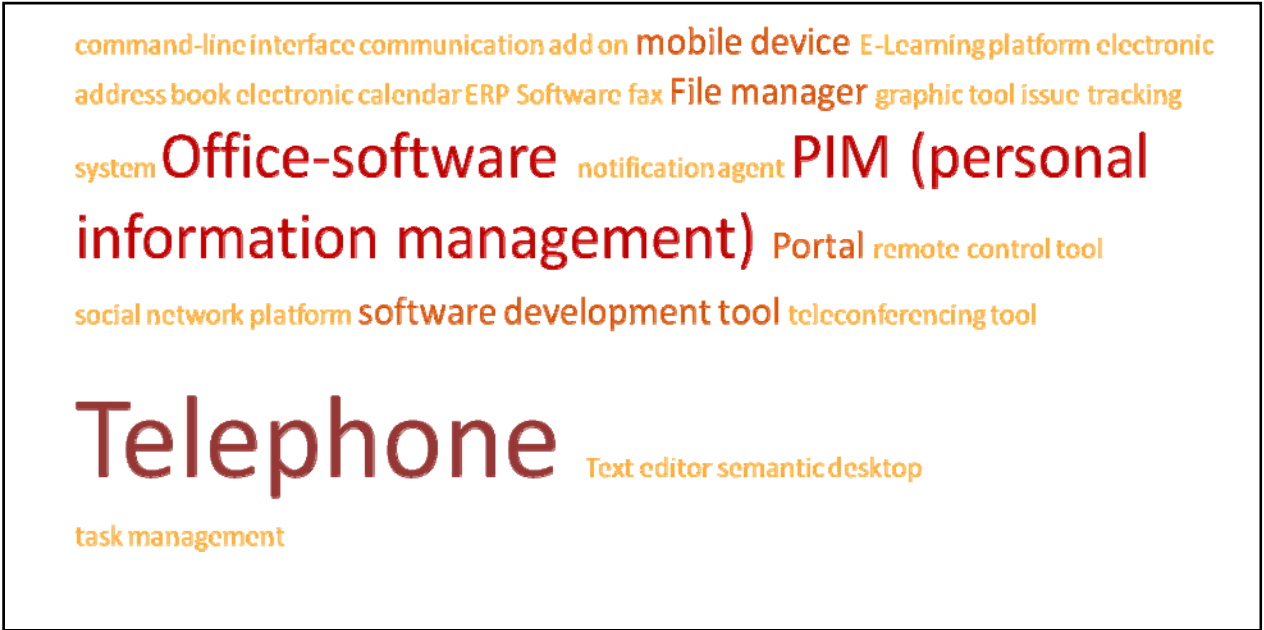 command-line interface communication add on mobile device E-Learning platform electronic
address book electronic calendar ERP Software fax File manager graphic tool issue tracking
system Office-software notification agent PIM (personal
information management) Portal remote control tool
social network platform software development tool teleconferencing tool
Telephone Text editor semantic desktop
task management